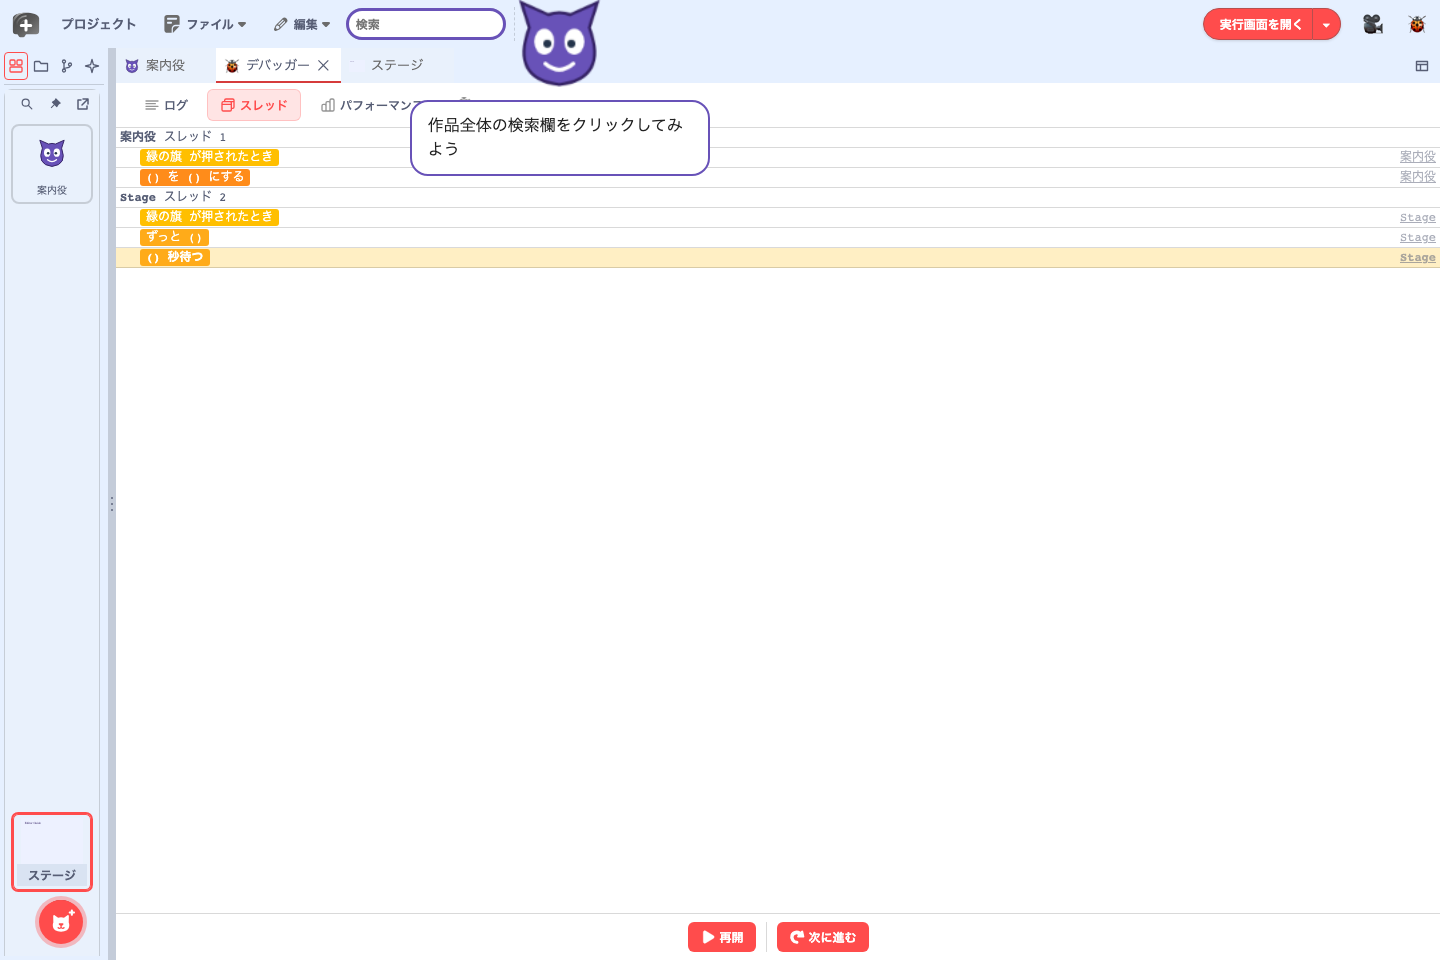 プロジェクト ファイル 編集 検索 実行画面を開く
案内役 デバッガー ステージ
ログ スレッド パフォーマンス
作品全体の検索欄をクリックしてみ
よう
案内役
案内役 スレッド 1
緑の旗 が押されたとき 案内役
() を () にする 案内役
Stage スレッド 2
緑の旗 が押されたとき Stage
ずっと () Stage
() 秒待つ Stage
ステージ
再開 次に進む